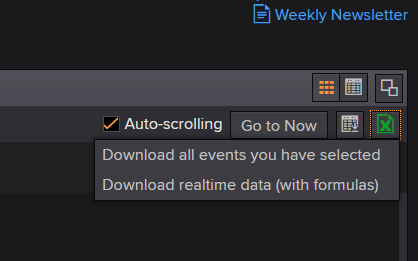 Weekly Newsletter
Auto-scrolling Go to Now
Download all events you have selected
Download realtime data (with formulas)